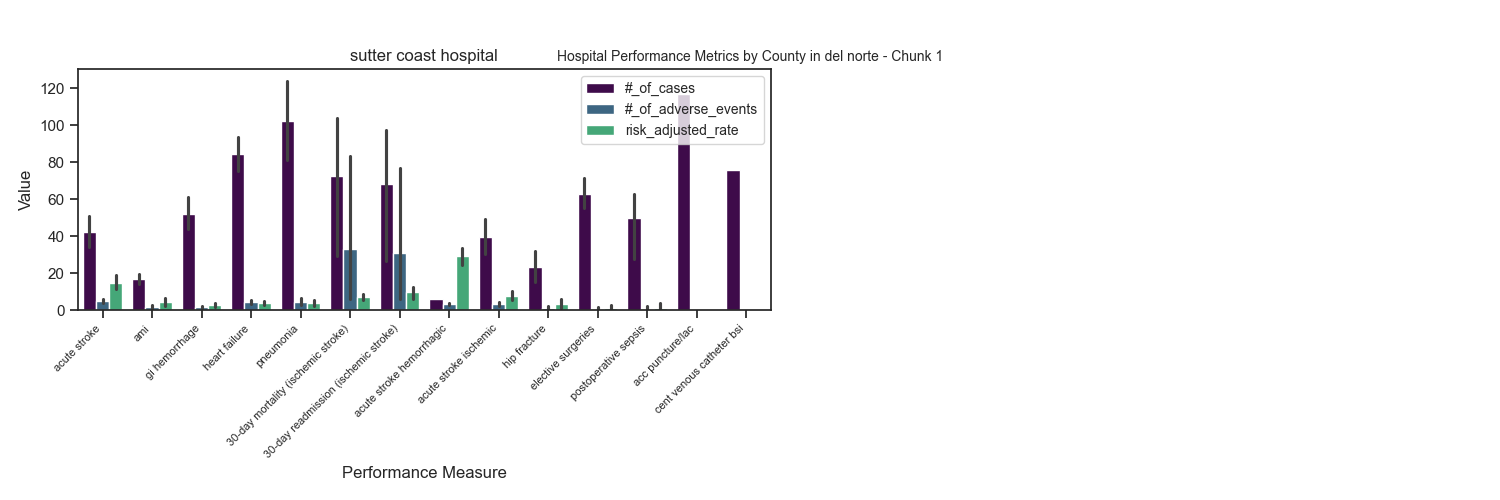 sutter coast hospital
Hospital Performance Metrics by County in del norte - Chunk 1
#_of_cases
#_of_adverse_events
risk_adjusted_rate
Value
120
100
80
60
40
20
0
acute stroke
ami
gi hemorrhage
heart failure
pneumonia
30-day mortality (ischemic stroke)
30-day readmission (ischemic stroke)
acute stroke hemorrhagic
acute stroke ischemic
hip fracture
elective surgeries
postoperative sepsis
acc puncture/lac
cent venous catheter bsi
Performance Measure